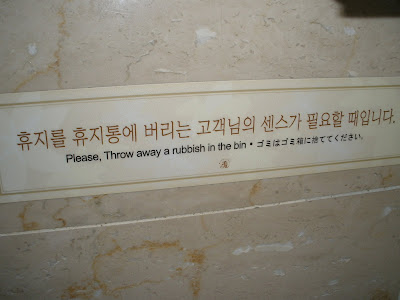 휴지를 휴지통에 버리는 고객님의 센스가 필요할 때입니다.
Please, Throw away a rubbish in the bin • ゴミはゴミ箱に捨ててください。